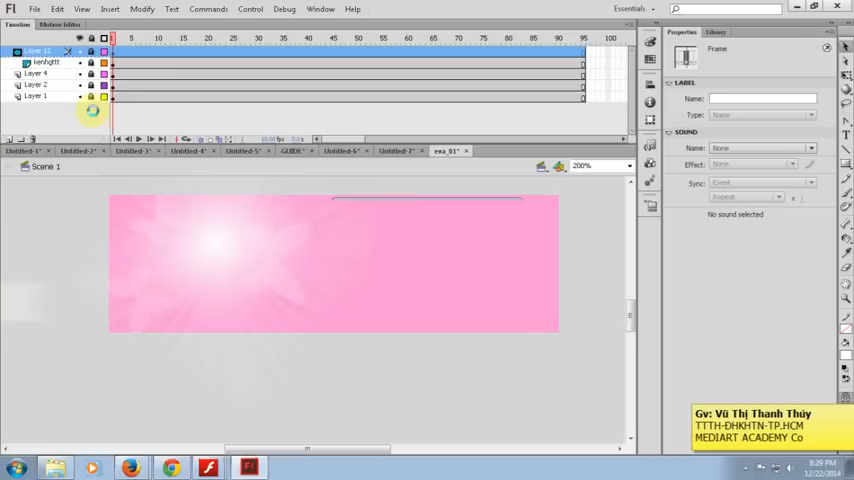 Fl File Edit View Insert Modify Text Commands Control Debug Window Help Essentials
Timeline Motion Editor
1 5 10 15 20 25 30 35 40 45 50 55 60 65 70 75 80 85 90 95 100 105
Layer 12
kenhgttt
Layer 4
Layer 2
Layer 1
Untitled-1* Untitled-2* Untitled-3* Untitled-4* Untitled-5* GUIDE* Untitled-6* Untitled-7* ewa_01*
Scene 1
200%
Properties Library
Frame
LABEL
Name:
Type: Name
SOUND
Name: None
Effect: None
Sync: Event
Repeat x 1
No sound selected
Gv: Vũ Thị Thanh Thúy
TTTH-ĐHKHTN-TP.HCM
MEDIART ACADEMY Co
8:29 PM
12/22/2014